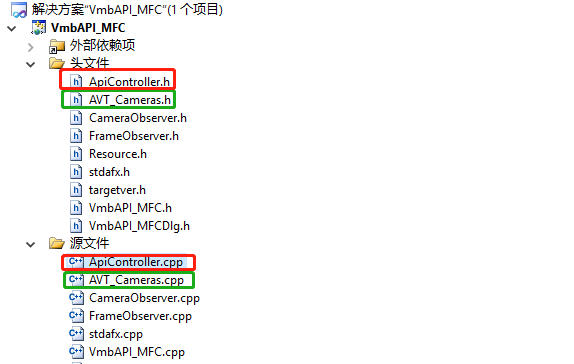 解决方案“VmbAPI_MFC”(1 个项目)
VmbAPI_MFC
外部依赖项
头文件
ApiController.h
AVT_Cameras.h
CameraObserver.h
FrameObserver.h
Resource.h
stdafx.h
targetver.h
VmbAPI_MFC.h
VmbAPI_MFCDlg.h
源文件
ApiController.cpp
AVT_Cameras.cpp
CameraObserver.cpp
FrameObserver.cpp
stdafx.cpp
VmbAPI_MFC.cpp